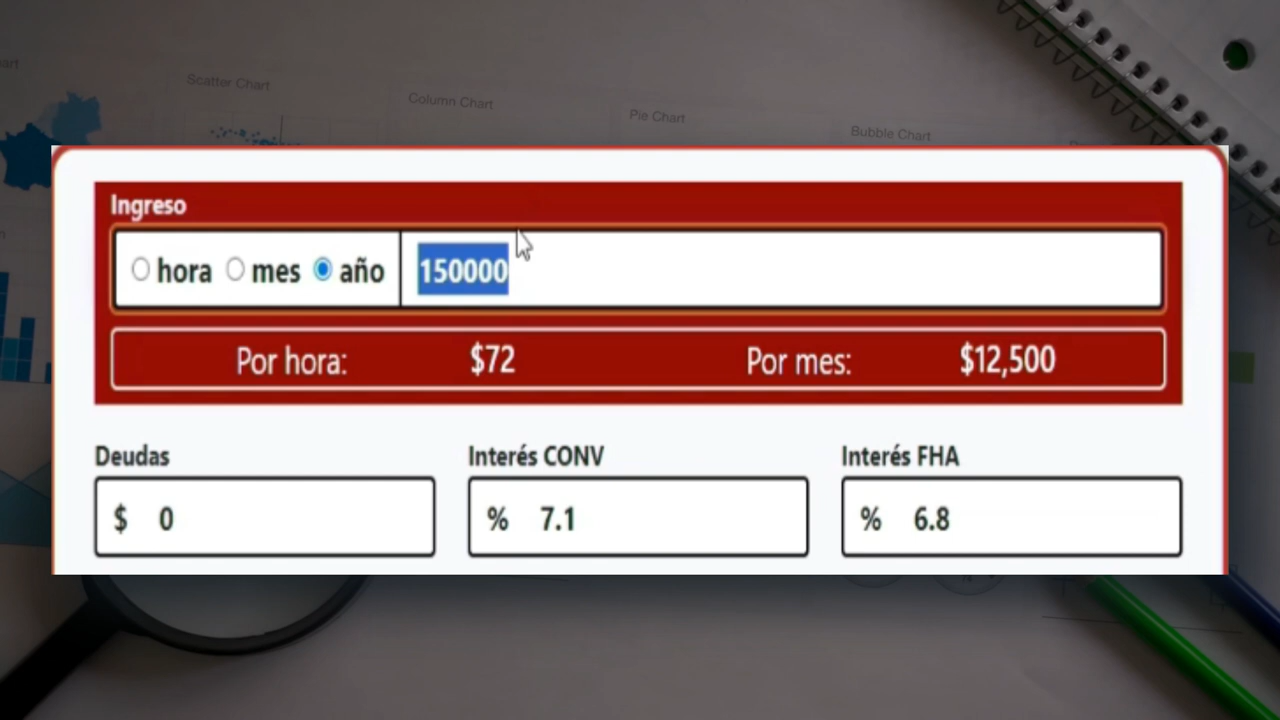 Scatter Chart
Column Chart
Pie Chart
Bubble Chart
Ingreso
hora mes año 150000
Por hora: $72 Por mes: $12,500
Deudas Interés CONV Interés FHA
$ 0 % 7.1 % 6.8